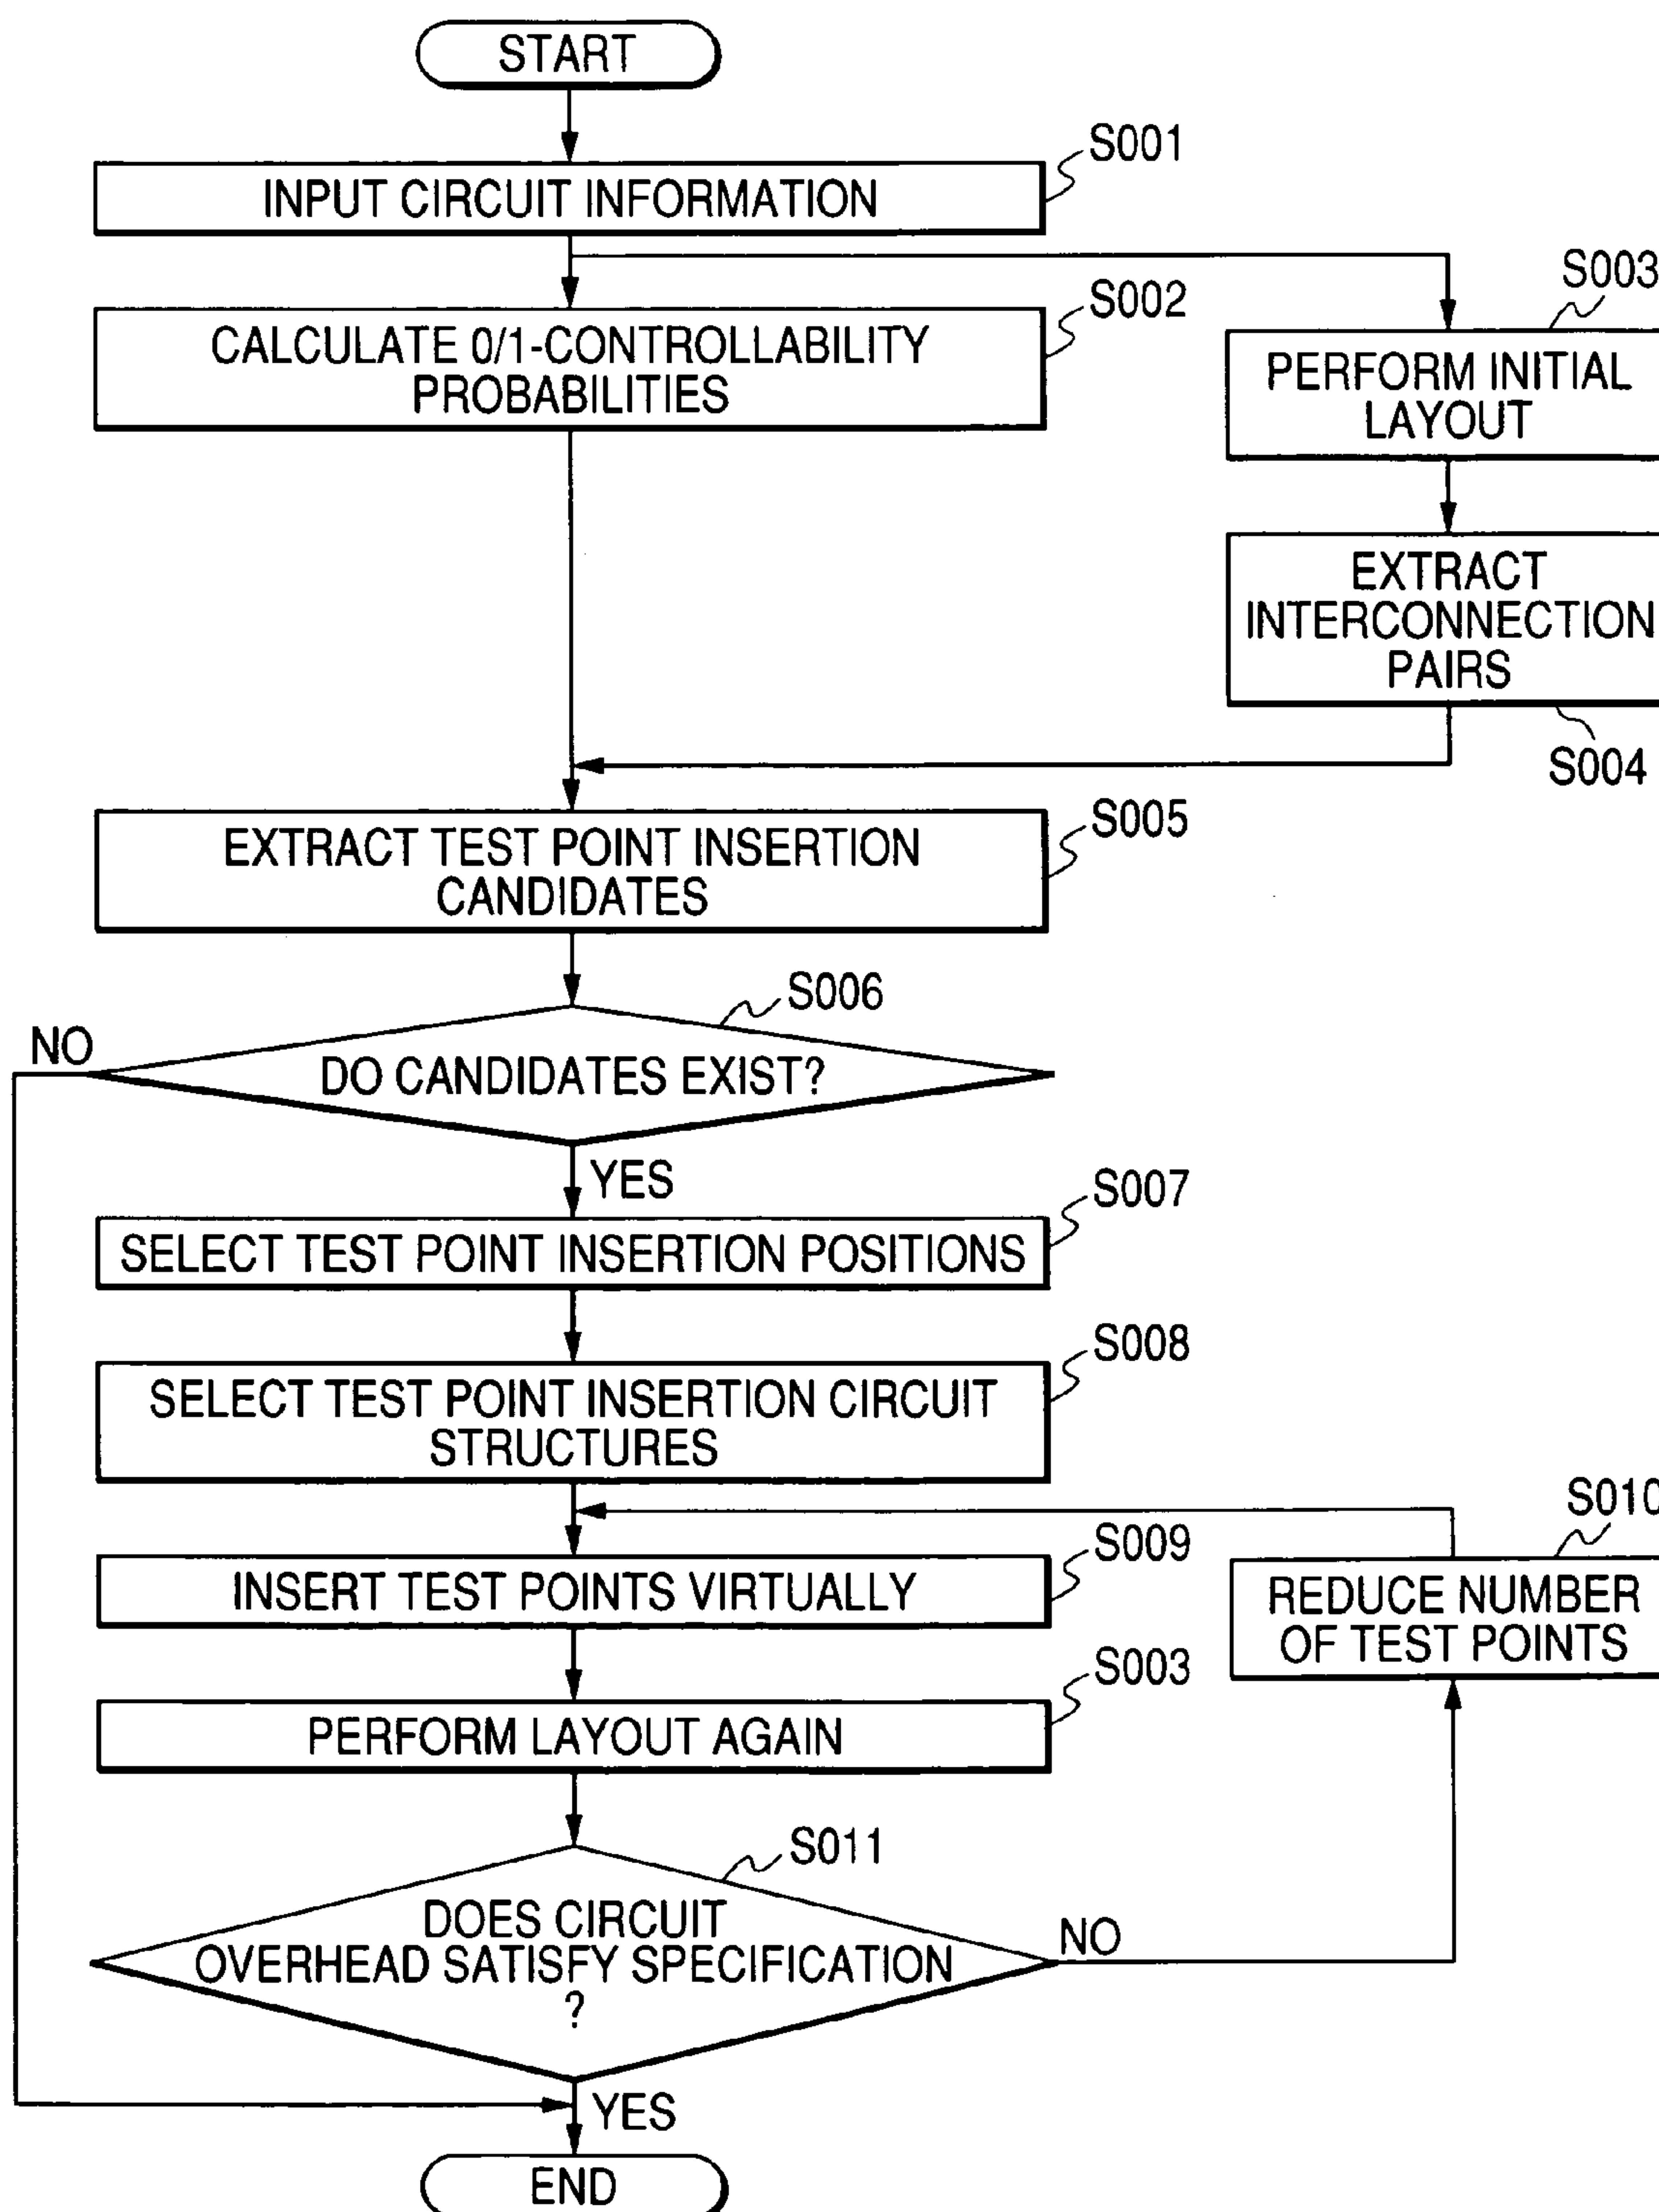 START
S001
INPUT CIRCUIT INFORMATION
S003
S002
CALCULATE 0/1-CONTROLLABILITY
PROBABILITIES
PERFORM INITIAL
LAYOUT
EXTRACT
INTERCONNECTION
PAIRS
S004
S005
EXTRACT TEST POINT INSERTION
CANDIDATES
S006
NO
DO CANDIDATES EXIST?
YES
S007
SELECT TEST POINT INSERTION POSITIONS
S008
SELECT TEST POINT INSERTION CIRCUIT
STRUCTURES
S010
S009
INSERT TEST POINTS VIRTUALLY
REDUCE NUMBER
OF TEST POINTS
S003
PERFORM LAYOUT AGAIN
S011
DOES CIRCUIT
OVERHEAD SATISFY SPECIFICATION
?
NO
YES
END